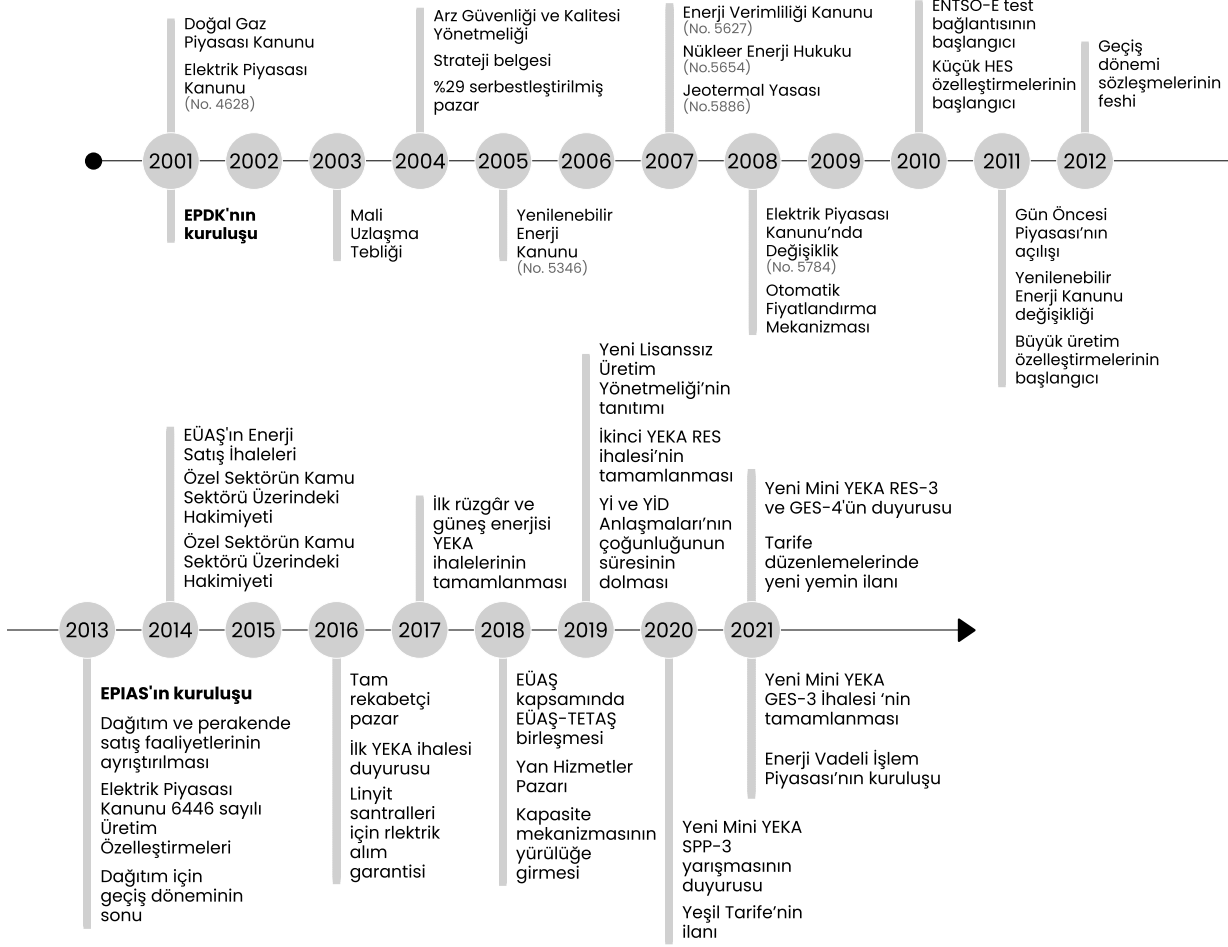 Doğal Gaz
Piyasası Kanunu
Elektrik Piyasası
Kanunu
(No. 4628)
Arz Güvenliği ve Kalitesi
Yönetmeliği
Strateji belgesi
%29 serbestleştirilmiş
pazar
Enerji Verimliliği Kanunu
(No. 5627)
Nükleer Enerji Hukuku
(No.5654)
Jeotermal Yasası
(No.5886)
ENTSO-E test
bağlantısının
başlangıcı
Küçük HES
özelleştirmelerinin
başlangıcı
Geçiş
dönemi
sözleşmelerinin
feshi
2001
2002
2003
2004
2005
2006
2007
2008
2009
2010
2011
2012
EPDK'nın
kuruluşu
Mali
Uzlaşma
Tebliği
Yenilenebilir
Enerji
Kanunu
(No. 5346)
Elektrik Piyasası
Kanunu’nda
Değişiklik
(No. 5784)
Otomatik
Fiyatlandırma
Mekanizması
Gün Öncesi
Piyasası’nın
açılışı
Yenilenebilir
Enerji Kanunu
değişikliği
Büyük üretim
özelleştirmelerinin
başlangıcı
EÜAŞ'ın Enerji
Satış İhaleleri
Özel Sektörün Kamu
Sektörü Üzerindeki
Hakimiyeti
Özel Sektörün Kamu
Sektörü Üzerindeki
Hakimiyeti
İlk rüzgâr ve
güneş enerjisi
YEKA
ihalelerinin
tamamlanması
Yeni Lisanssız
Üretim
Yönetmeliği’nin
tanıtımı
İkinci YEKA RES
ihalesi’nin
tamamlanması
Yİ ve YİD
Anlaşmaları’nın
çoğunluğunun
süresinin
dolması
Yeni Mini YEKA RES-3
ve GES-4'ün duyurusu
Tarife
düzenlemelerinde
yeni yemin ilanı
2013
2014
2015
2016
2017
2018
2019
2020
2021
EPIAS'ın kuruluşu
Dağıtım ve perakende
satış faaliyetlerinin
ayrıştırılması
Elektrik Piyasası
Kanunu 6446 sayılı
Üretim
Özelleştirmeleri
Dağıtım için
geçiş döneminin
sonu
Tam
rekabetçi
pazar
İlk YEKA ihalesi
duyurusu
Linyit
santralleri
için rlektrik
alım
garantisi
EÜAŞ
kapsamında
EÜAŞ-TETAŞ
birleşmesi
Yan Hizmetler
Pazarı
Kapasite
mekanizmasının
yürülüğe
girmesi
Yeni Mini YEKA
SPP-3
yarışmasının
duyurusu
Yeşil Tarife’nin
ilanı
Yeni Mini YEKA
GES-3 İhalesi ‘nin
tamamlanması
Enerji Vadeli İşlem
Piyasası’nın kuruluşu